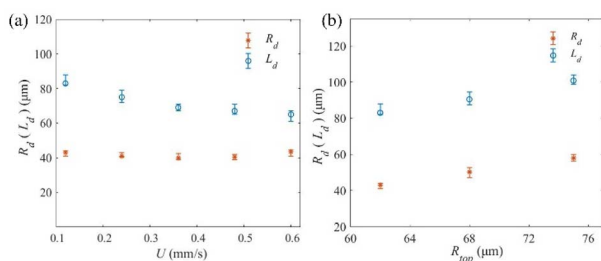 (a)
120
100
80
60
40
20
0.1
0.2
0.3
0.4
0.5
0.6
R_d (L_d) (μm)
U (mm/s)
R_d
L_d
(b)
120
100
80
60
40
20
60
64
68
72
76
R_d (L_d) (μm)
R_top (μm)
R_d
L_d